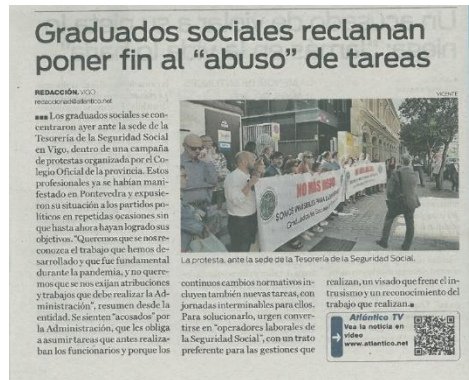 Graduados sociales reclaman
poner fin al “abuso” de tareas
REDACCIÓN. VIGO
redaccion@atlantico.net
Los graduados sociales se con-
centraron ayer ante la sede de la
Tesorería de la Seguridad Social
en Vigo, dentro de una campaña
de protestas organizada por el Co-
legio Oficial de la provincia. Estos
profesionales ya se habían mani-
festado en Pontevedra y expusie-
ron su situación a los partidos po-
líticos en repetidas ocasiones sin
que hasta ahora hayan logrado sus
objetivos. “Queremos que se nos re-
conozca el trabajo que hemos de-
sarrollado y que fue fundamental
durante la pandemia, y no quere-
mos que se nos exijan atribuciones
y trabajos que debe realizar la Ad-
ministración”, resumen desde la
entidad. Se sienten “acosados” por
la Administración, que les obliga
a asumir tareas que antes realiza-
ban los funcionarios y porque los
VICENTE
NO MAS
SOMOS
Graduados
La protesta, ante la sede de la Tesorería de la Seguridad Social.
continuos cambios normativos in-
cluyen también nuevas tareas, con
jornadas interminables para ellos.
Para solucionarlo, urgen conver-
tirse en “operadores laborales de
la Seguridad Social”, con un trato
preferente para las gestiones que
realizan, un visado que frene el in-
trusismo y un reconocimiento del
trabajo que realizan.
Atlántico TV
Vea la noticia en
vídeo
www.atlantico.net